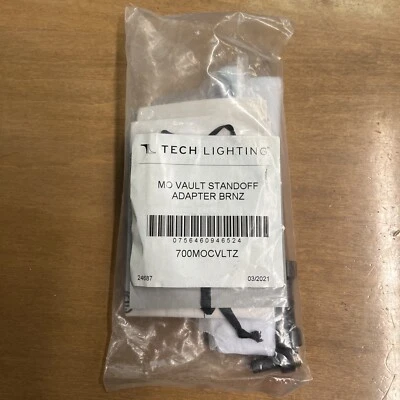 TECH LIGHTING
MO VAULT STANDOFF
ADAPTER BRNZ
0756460946524
700MOCVLTZ
24687 03/2021